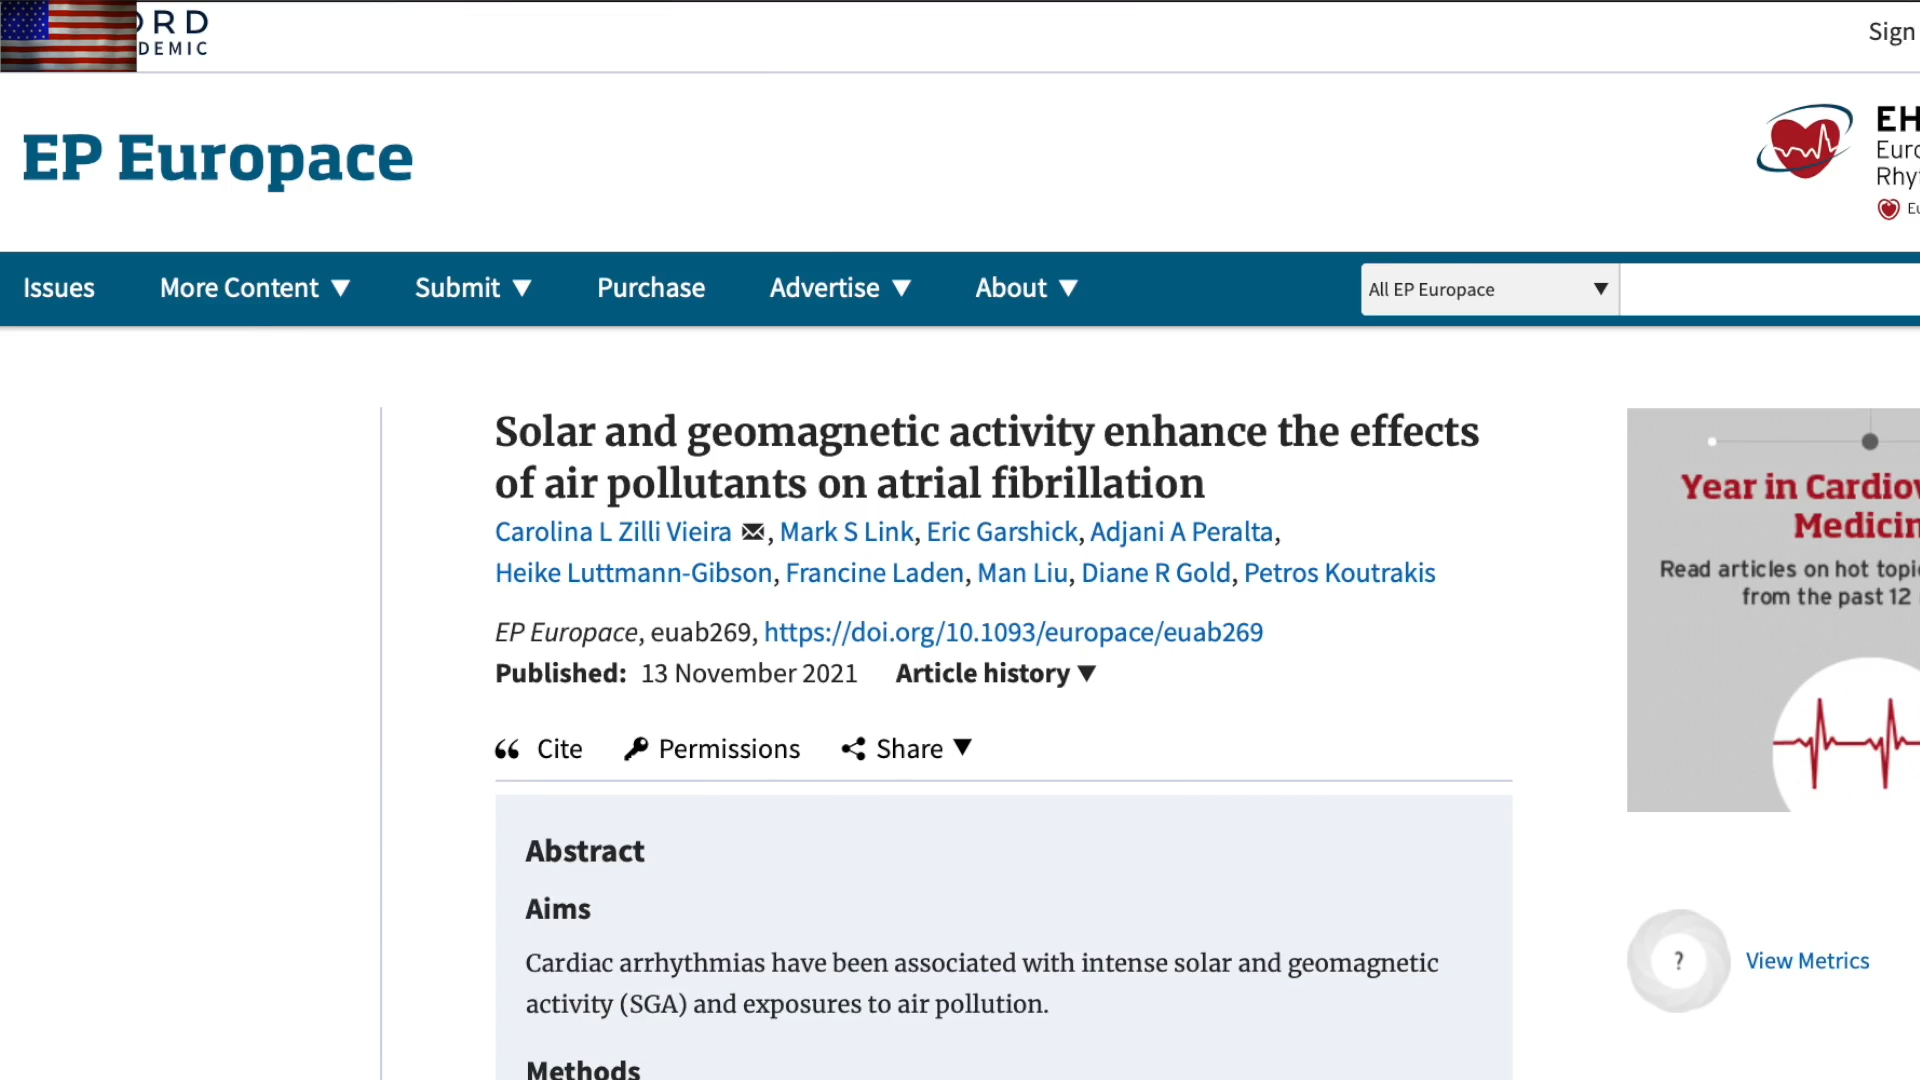 ORD
DEMIC
Sign
EP Europace
EH
Euro
Rhy
Issues
More Content ▼
Submit ▼
Purchase
Advertise ▼
About ▼
All EP Europace ▼
Solar and geomagnetic activity enhance the effects
of air pollutants on atrial fibrillation
Carolina L Zilli Vieira ✉, Mark S Link, Eric Garshick, Adjani A Peralta,
Heike Luttmann-Gibson, Francine Laden, Man Liu, Diane R Gold, Petros Koutrakis
EP Europace, euab269, https://doi.org/10.1093/europace/euab269
Published: 13 November 2021 Article history ▼
Cite Permissions Share ▼
Abstract
Aims
Cardiac arrhythmias have been associated with intense solar and geomagnetic
activity (SGA) and exposures to air pollution.
Methods
Year in Cardiov
Medicin
Read articles on hot topi
from the past 12
?
View Metrics